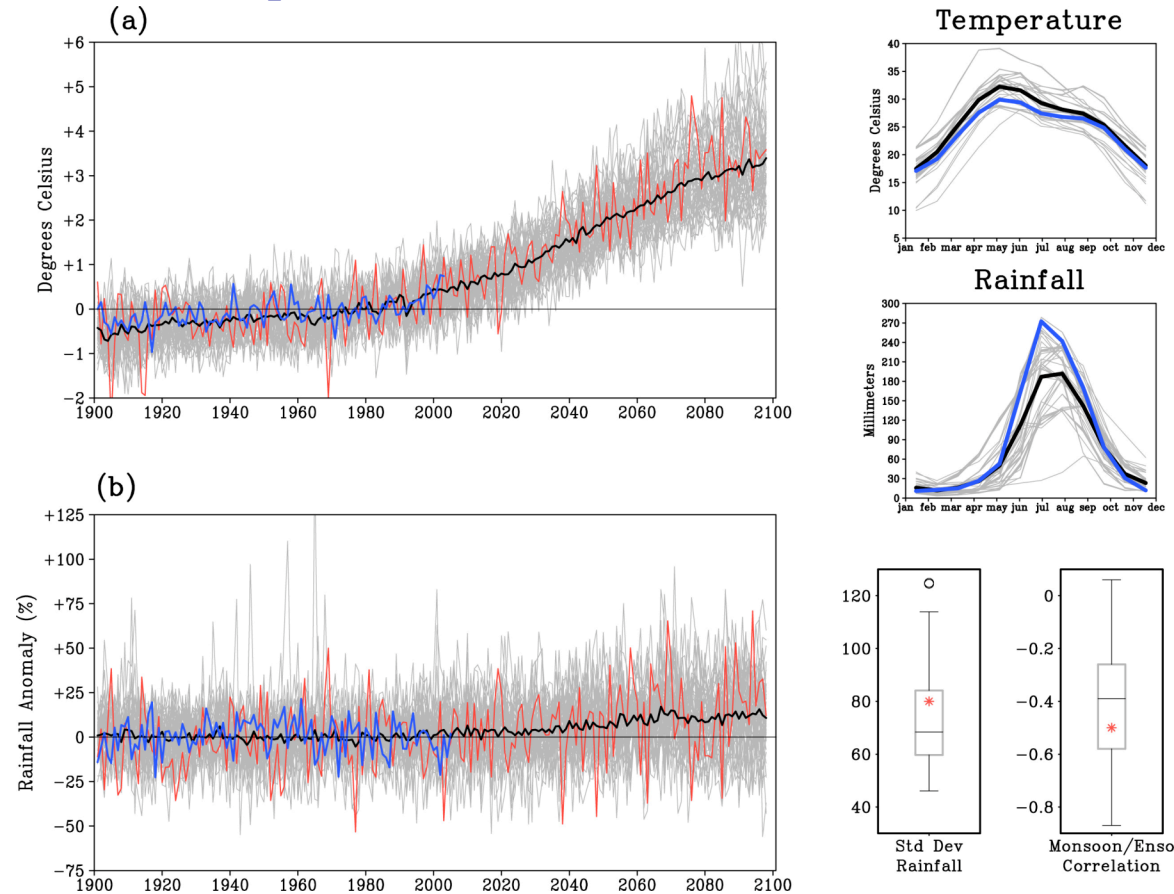 (a)
Degrees Celsius
+6
+5
+4
+3
+2
+1
0
−1
−2
1900 1920 1940 1960 1980 2000 2020 2040 2060 2080 2100
(b)
Rainfall Anomaly (%)
+125
+100
+75
+50
+25
0
−25
−50
−75
1900 1920 1940 1960 1980 2000 2020 2040 2060 2080 2100
Temperature
Degrees Celsius
40
35
30
25
20
15
10
5
jan feb mar apr may jun jul aug sep oct nov dec
Rainfall
Millimeters
300
270
240
210
180
150
120
90
60
30
0
jan feb mar apr may jun jul aug sep oct nov dec
120
100
80
60
40
Std Dev
Rainfall
0
−0.2
−0.4
−0.6
−0.8
Monsoon/Enso
Correlation